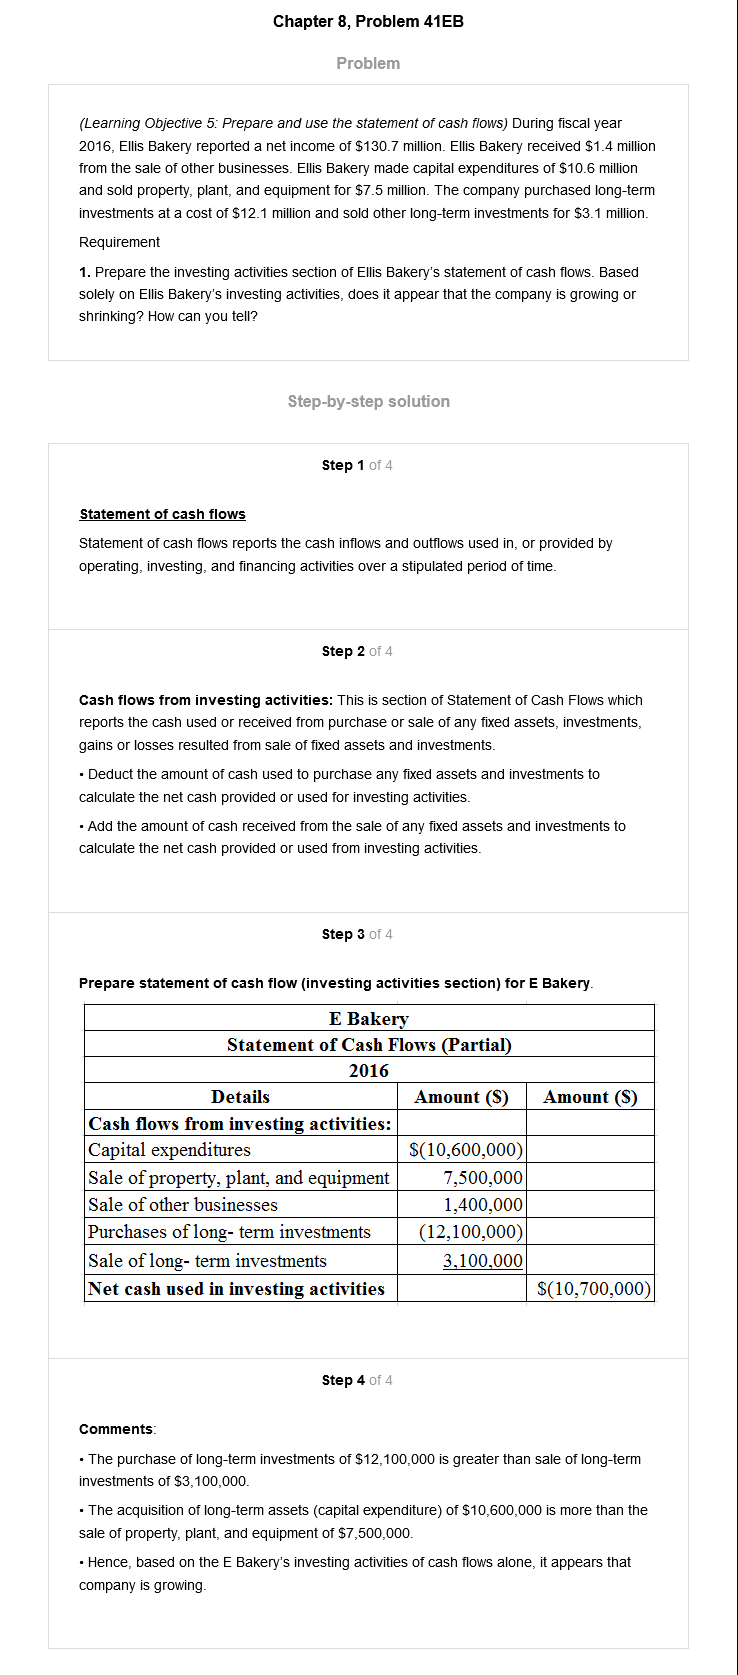 Chapter 8, Problem 41EB
Problem
(Learning Objective 5: Prepare and use the statement of cash flows) During fiscal year
2016, Ellis Bakery reported a net income of $130.7 million. Ellis Bakery received $1.4 million
from the sale of other businesses. Ellis Bakery made capital expenditures of $10.6 million
and sold property, plant, and equipment for $7.5 million. The company purchased long-term
investments at a cost of $12.1 million and sold other long-term investments for $3.1 million.
Requirement
1. Prepare the investing activities section of Ellis Bakery's statement of cash flows. Based
solely on Ellis Bakery's investing activities, does it appear that the company is growing or
shrinking? How can you tell?
Step-by-step solution
Step 1 of 4
Statement of cash flows
Statement of cash flows reports the cash inflows and outflows used in, or provided by
operating, investing, and financing activities over a stipulated period of time.
Step 2 of 4
Cash flows from investing activities: This is section of Statement of Cash Flows which
reports the cash used or received from purchase or sale of any fixed assets, investments,
gains or losses resulted from sale of fixed assets and investments.
• Deduct the amount of cash used to purchase any fixed assets and investments to
calculate the net cash provided or used for investing activities.
• Add the amount of cash received from the sale of any fixed assets and investments to
calculate the net cash provided or used from investing activities.
Step 3 of 4
Prepare statement of cash flow (investing activities section) for E Bakery.
E Bakery
Statement of Cash Flows (Partial)
2016
Details Amount ($) Amount ($)
Cash flows from investing activities:
Capital expenditures $(10,600,000)
Sale of property, plant, and equipment 7,500,000
Sale of other businesses 1,400,000
Purchases of long- term investments (12,100,000)
Sale of long- term investments 3,100,000
Net cash used in investing activities $(10,700,000)
Step 4 of 4
Comments:
• The purchase of long-term investments of $12,100,000 is greater than sale of long-term
investments of $3,100,000.
• The acquisition of long-term assets (capital expenditure) of $10,600,000 is more than the
sale of property, plant, and equipment of $7,500,000.
• Hence, based on the E Bakery's investing activities of cash flows alone, it appears that
company is growing.